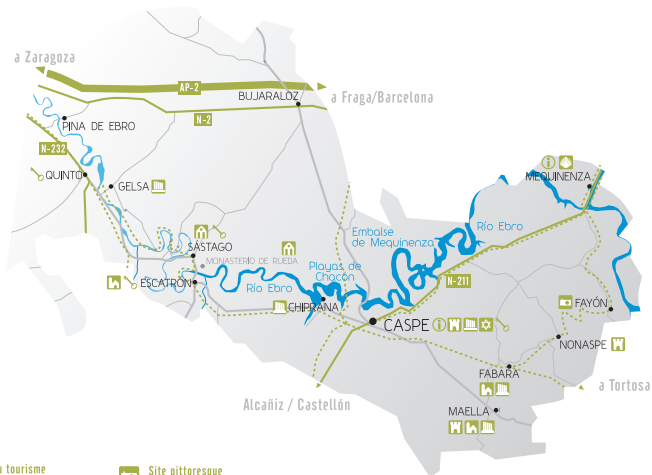 a Zaragoza
AP-2
BUJARALOZ
a Fraga/Barcelona
PINA DE EBRO
N-2
N-232
QUINTO
GELSA
MEQUINENZA
Río Ebro
Embalse
de Mequinenza
SÁSTAGO
MONASTERIO DE RUEDA
Playas de
Chacón
ESCATRÓN
Río Ebro
N-211
CHIPRANA
CASPE
FAYÓN
NONASPE
FABARA
a Tortosa
Alcañiz / Castellón
MAELLA
tourisme
Site pittoresque